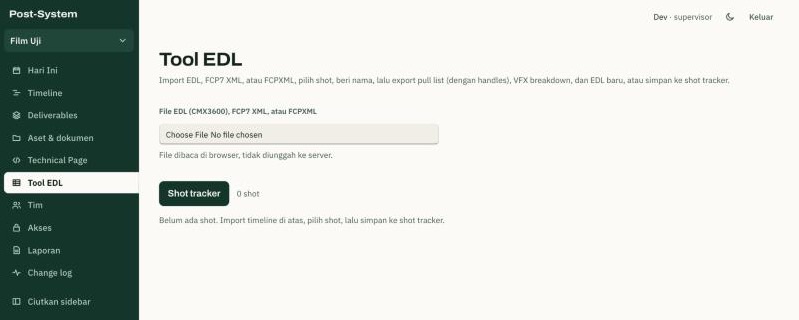 Post-System
Film Uji
Hari Ini
Timeline
Deliverables
Aset & dokumen
Technical Page
Tool EDL
Tim
Akses
Laporan
Change log
Ciutkan sidebar
Dev · supervisor
Keluar
Tool EDL
Import EDL, FCP7 XML, atau FCPXML, pilih shot, beri nama, lalu export pull list (dengan handles), VFX breakdown, dan EDL baru, atau simpan ke shot tracker.
File EDL (CMX3600), FCP7 XML, atau FCPXML
Choose File No file chosen
File dibaca di browser, tidak diunggah ke server.
Shot tracker 0 shot
Belum ada shot. Import timeline di atas, pilih shot, lalu simpan ke shot tracker.